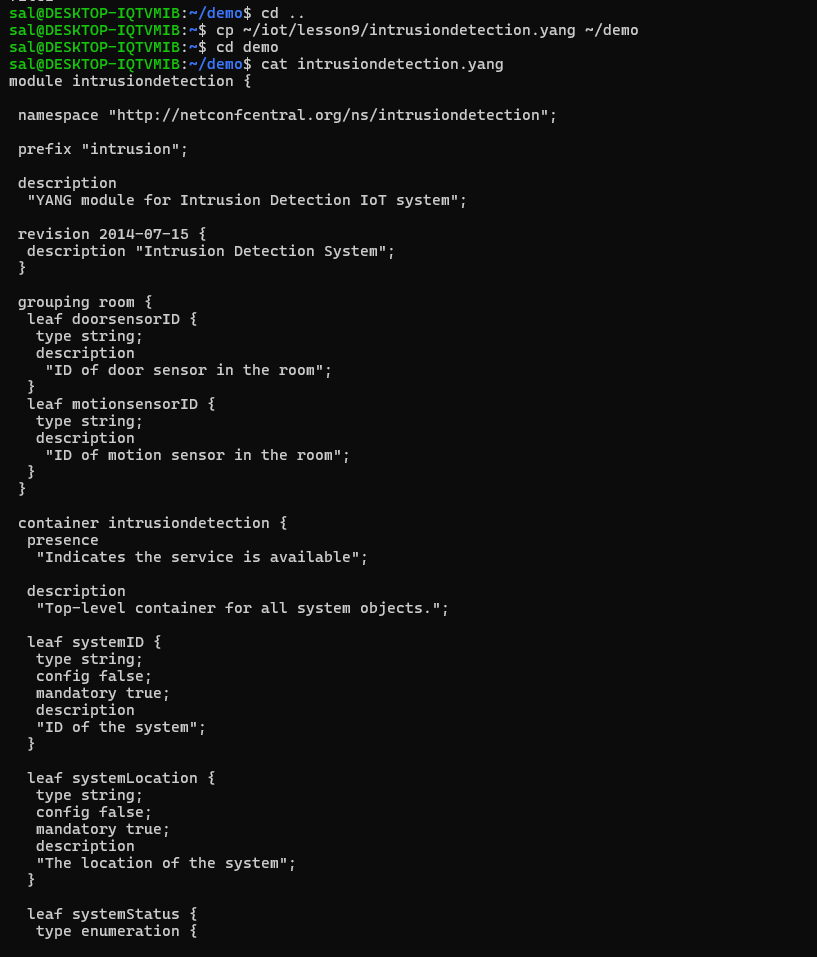 sal@DESKTOP-IQTVMIB:~/demo$ cd ..
sal@DESKTOP-IQTVMIB:~$ cp ~/iot/lesson9/intrusiondetection.yang ~/demo
sal@DESKTOP-IQTVMIB:~$ cd demo
sal@DESKTOP-IQTVMIB:~/demo$ cat intrusiondetection.yang
module intrusiondetection {

 namespace "http://netconfcentral.org/ns/intrusiondetection";

 prefix "intrusion";

 description
  "YANG module for Intrusion Detection IoT system";

 revision 2014-07-15 {
  description "Intrusion Detection System";
 }

 grouping room {
  leaf doorsensorID {
   type string;
   description
    "ID of door sensor in the room";
  }
  leaf motionsensorID {
   type string;
   description
    "ID of motion sensor in the room";
  }
 }

 container intrusiondetection {
  presence
   "Indicates the service is available";

  description
   "Top-level container for all system objects.";

  leaf systemID {
   type string;
   config false;
   mandatory true;
   description
   "ID of the system";
  }

  leaf systemLocation {
   type string;
   config false;
   mandatory true;
   description
   "The location of the system";
  }

  leaf systemStatus {
   type enumeration {